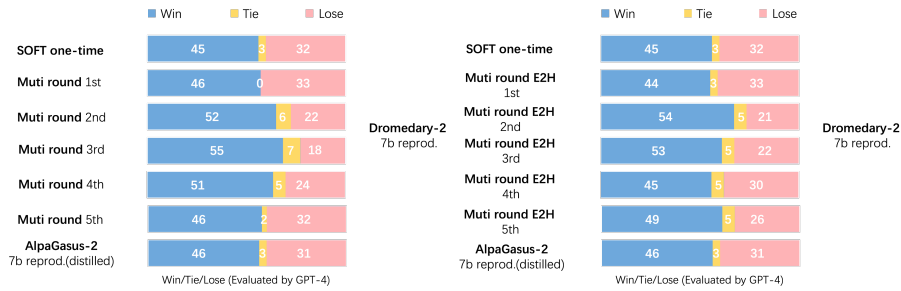 Win Tie Lose
SOFT one-time 45 3 32
Muti round 1st 46 0 33
Muti round 2nd 52 6 22
Muti round 3rd 55 7 18
Muti round 4th 51 5 24
Muti round 5th 46 2 32
AlpaGasus-2
7b reprod.(distilled) 46 3 31
Dromedary-2
7b reprod.
Win/Tie/Lose (Evaluated by GPT-4)
Win Tie Lose
SOFT one-time 45 3 32
Muti round E2H
1st 44 3 33
Muti round E2H
2nd 54 5 21
Muti round E2H
3rd 53 5 22
Muti round E2H
4th 45 5 30
Muti round E2H
5th 49 5 26
AlpaGasus-2
7b reprod.(distilled) 46 3 31
Dromedary-2
7b reprod.
Win/Tie/Lose (Evaluated by GPT-4)